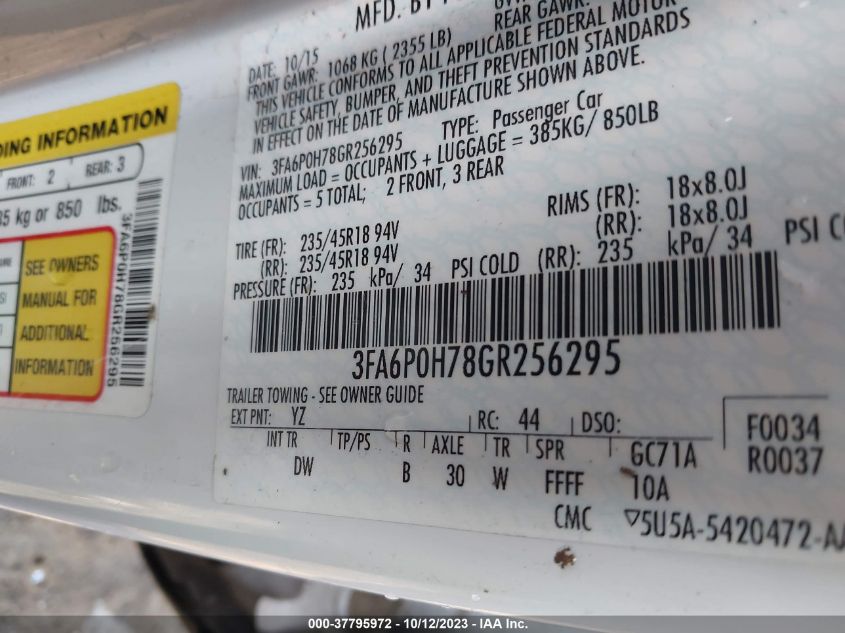 MFD. BY
GVW
REAR GAWR:
DATE: 10/15
FRONT GAWR: 1068 KG ( 2355 LB)
THIS VEHICLE CONFORMS TO ALL APPLICABLE FEDERAL MOTOR
VEHICLE SAFETY, BUMPER, AND THEFT PREVENTION STANDARDS
IN EFFECT ON THE DATE OF MANUFACTURE SHOWN ABOVE.
VIN: 3FA6P0H78GR256295 TYPE: Passenger Car
MAXIMUM LOAD = OCCUPANTS + LUGGAGE = 385KG/ 850LB
OCCUPANTS = 5 TOTAL; 2 FRONT, 3 REAR
TIRE (FR): 235/45R18 94V RIMS (FR): 18x8.0J
(RR): 235/45R18 94V (RR): 18x8.0J
PRESSURE (FR): 235 kPa/ 34 PSI COLD (RR): 235 kPa/ 34 PSI
3FA6P0H78GR256295
TRAILER TOWING - SEE OWNER GUIDE
EXT PNT: YZ RC: 44 DSO:
INT TR TP/PS R AXLE TR SPR GC71A
DW B 30 W FFFF 10A
F0034
R0037
CMC ▽5U5A-5420472-AA
ING INFORMATION
FRONT: 2 REAR: 3
85 kg or 850 lbs.
SEE OWNERS
MANUAL FOR
ADDITIONAL
INFORMATION
3FA6P0H78GR256295
000-37795972 - 10/12/2023 - IAA Inc.